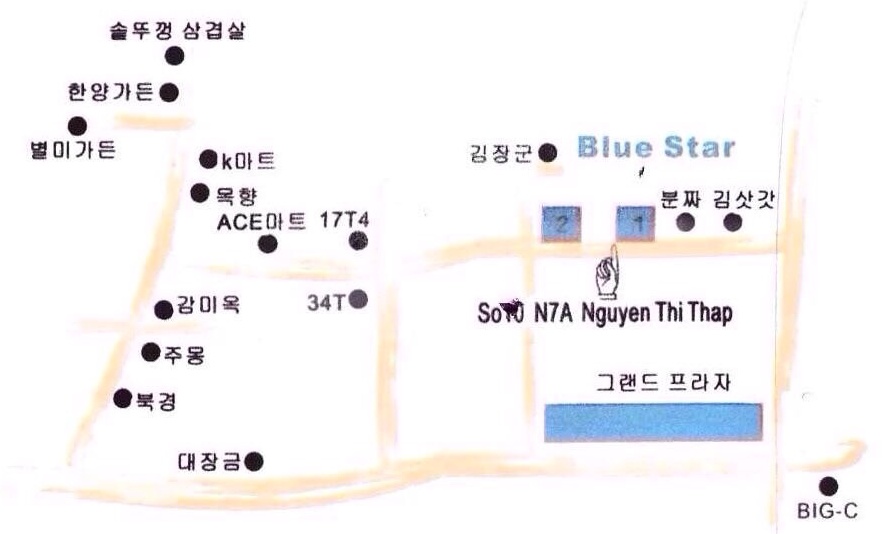 솥뚜껑 삼겹살
한양가든
별미가든
k마트
목향
ACE마트 17T4
김장군
Blue Star
분짜 김삿갓
2
1
감미옥
34T
So10 N7A Nguyen Thi Thap
주몽
북경
그랜드 프라자
대장금
BIG-C